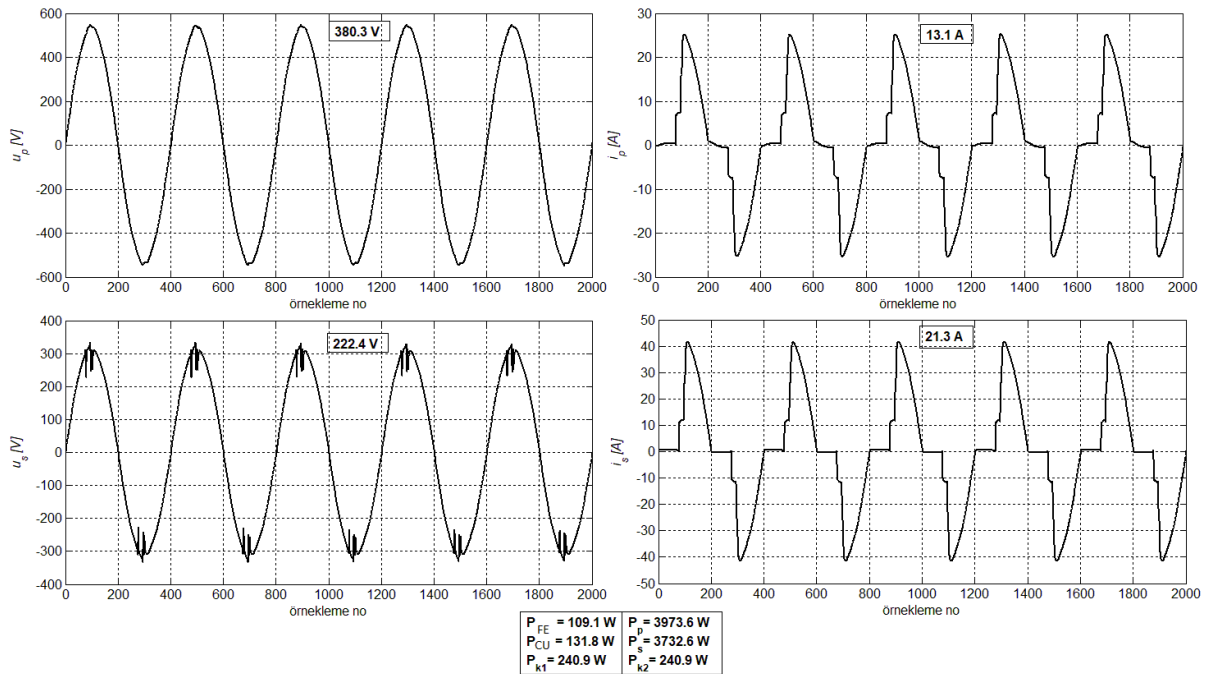 600
400
200
0
-200
-400
-600
u_p [V]
380.3 V
0 200 400 600 800 1000 1200 1400 1600 1800 2000
örnekleme no
30
20
10
0
-10
-20
30
i_p [A]
13.1 A
0 200 400 600 800 1000 1200 1400 1600 1800 2000
örnekleme no
400
300
200
100
0
-100
-200
-300
-400
u_s [V]
222.4 V
0 200 400 600 800 1000 1200 1400 1600 1800 2000
örnekleme no
50
40
30
20
10
0
-10
-20
-30
-40
-50
i_s [A]
21.3 A
0 200 400 600 800 1000 1200 1400 1600 1800 2000
örnekleme no
P_FE = 109.1 W P_p = 3973.6 W
P_CU = 131.8 W P_s = 3732.6 W
P_k1 = 240.9 W P_k2 = 240.9 W